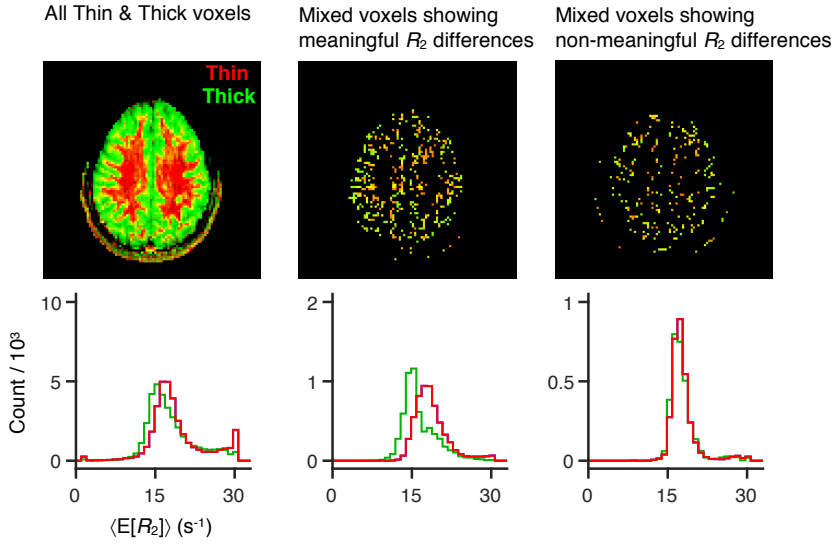 All Thin & Thick voxels
Mixed voxels showing
meaningful R₂ differences
Mixed voxels showing
non-meaningful R₂ differences
Thin
Thick
10
5
0
0
15
30
Count / 10³
⟨E[R₂]⟩ (s⁻¹)
2
1
0
0
15
30
1
0.5
0
0
15
30